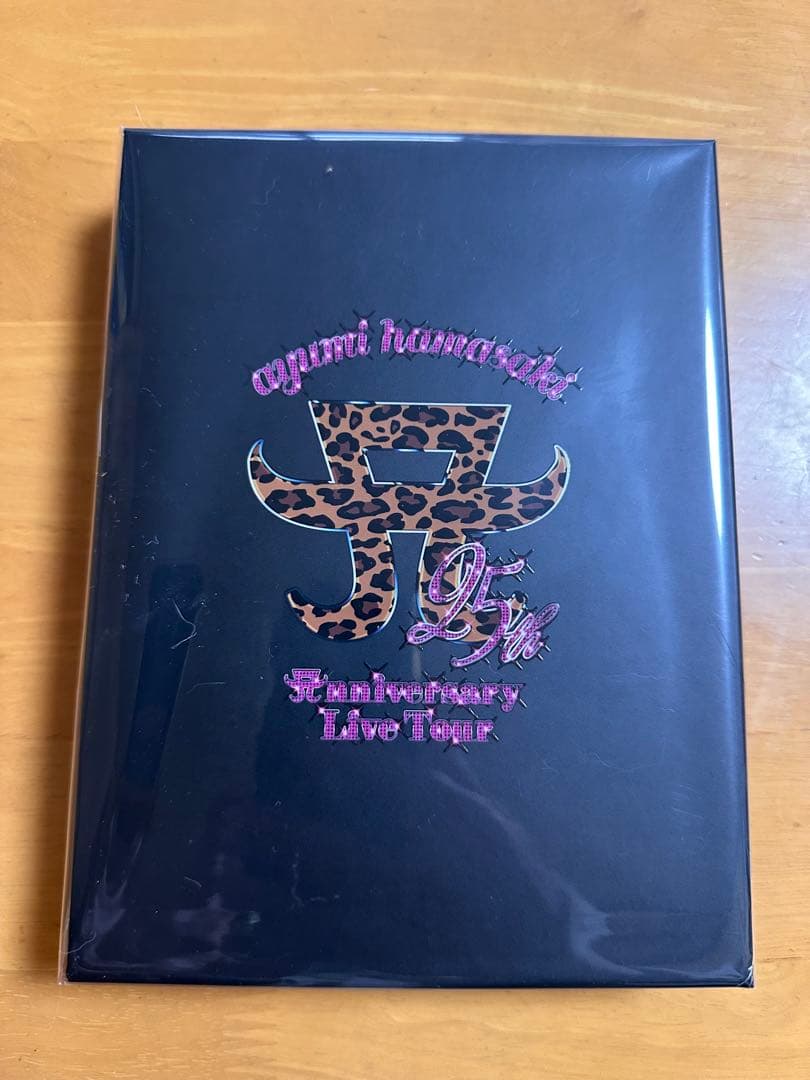 ayumi hamasaki
A
25th
Anniversary
Live Tour